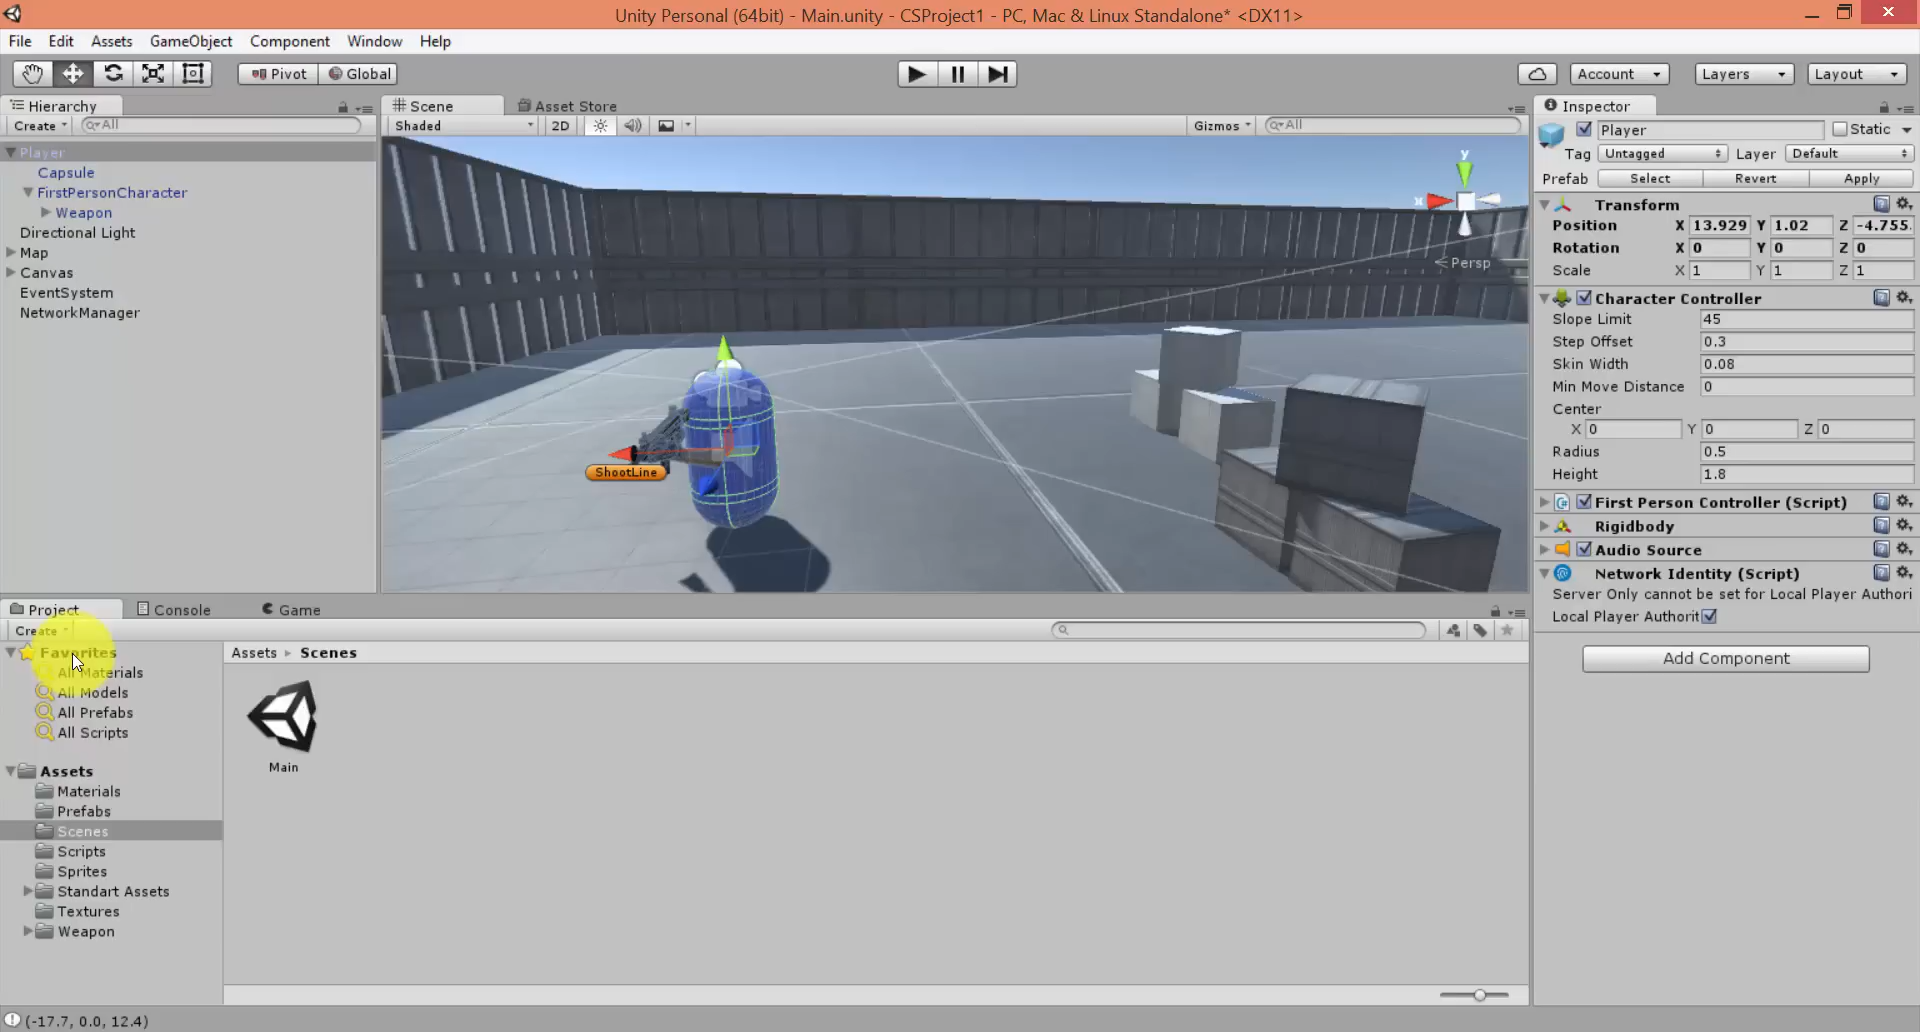 Unity Personal (64bit) - Main.unity - CSProject1 - PC, Mac & Linux Standalone* <DX11>
File Edit Assets GameObject Component Window Help
Pivot Global Account Layers Layout
Hierarchy
Create All
Player
Capsule
FirstPersonCharacter
Weapon
Directional Light
Map
Canvas
EventSystem
NetworkManager
Scene Asset Store
Shaded 2D Gizmos All
y
x
Persp
ShootLine
Inspector
Player Static
Tag Untagged Layer Default
Prefab Select Revert Apply
Transform
Position X 13.929 Y 1.02 Z -4.755.
Rotation X 0 Y 0 Z 0
Scale X 1 Y 1 Z 1
Character Controller
Slope Limit 45
Step Offset 0.3
Skin Width 0.08
Min Move Distance 0
Center
X 0 Y 0 Z 0
Radius 0.5
Height 1.8
First Person Controller (Script)
Rigidbody
Audio Source
Network Identity (Script)
Server Only cannot be set for Local Player Authori
Local Player Authorit
Add Component
Project Console Game
Create
Favorites
All Materials
All Models
All Prefabs
All Scripts
Assets
Materials
Prefabs
Scenes
Scripts
Sprites
Standart Assets
Textures
Weapon
Assets Scenes
Main
(-17.7, 0.0, 12.4)